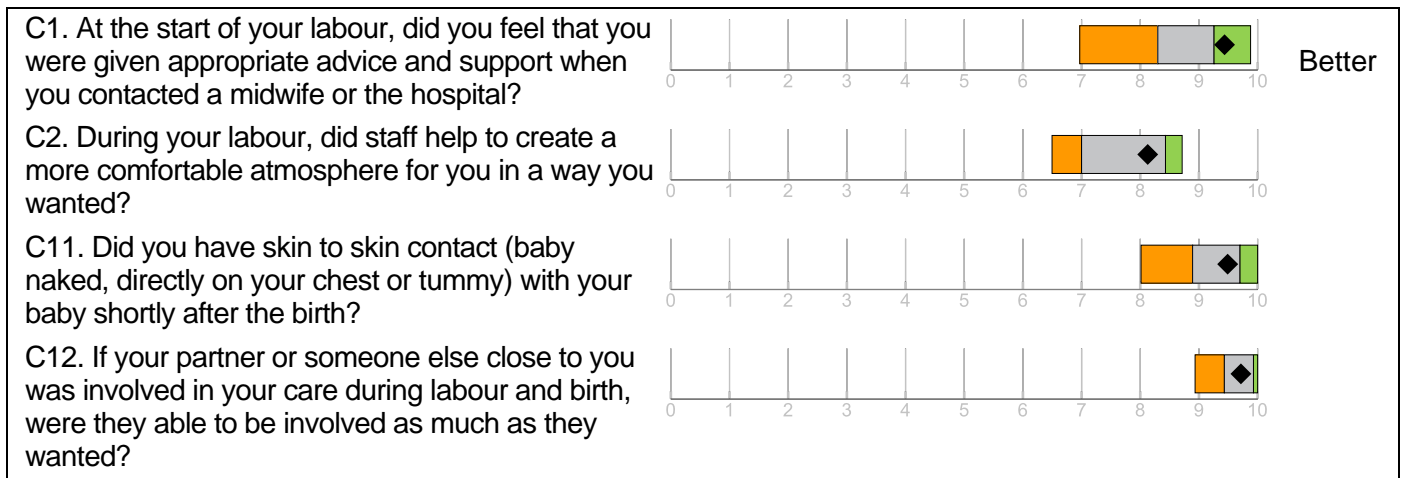 C1. At the start of your labour, did you feel that you
were given appropriate advice and support when
you contacted a midwife or the hospital?
0 1 2 3 4 5 6 7 8 9 10
Better
C2. During your labour, did staff help to create a
more comfortable atmosphere for you in a way you
wanted?
0 1 2 3 4 5 6 7 8 9 10
C11. Did you have skin to skin contact (baby
naked, directly on your chest or tummy) with your
baby shortly after the birth?
0 1 2 3 4 5 6 7 8 9 10
C12. If your partner or someone else close to you
was involved in your care during labour and birth,
were they able to be involved as much as they
wanted?
0 1 2 3 4 5 6 7 8 9 10